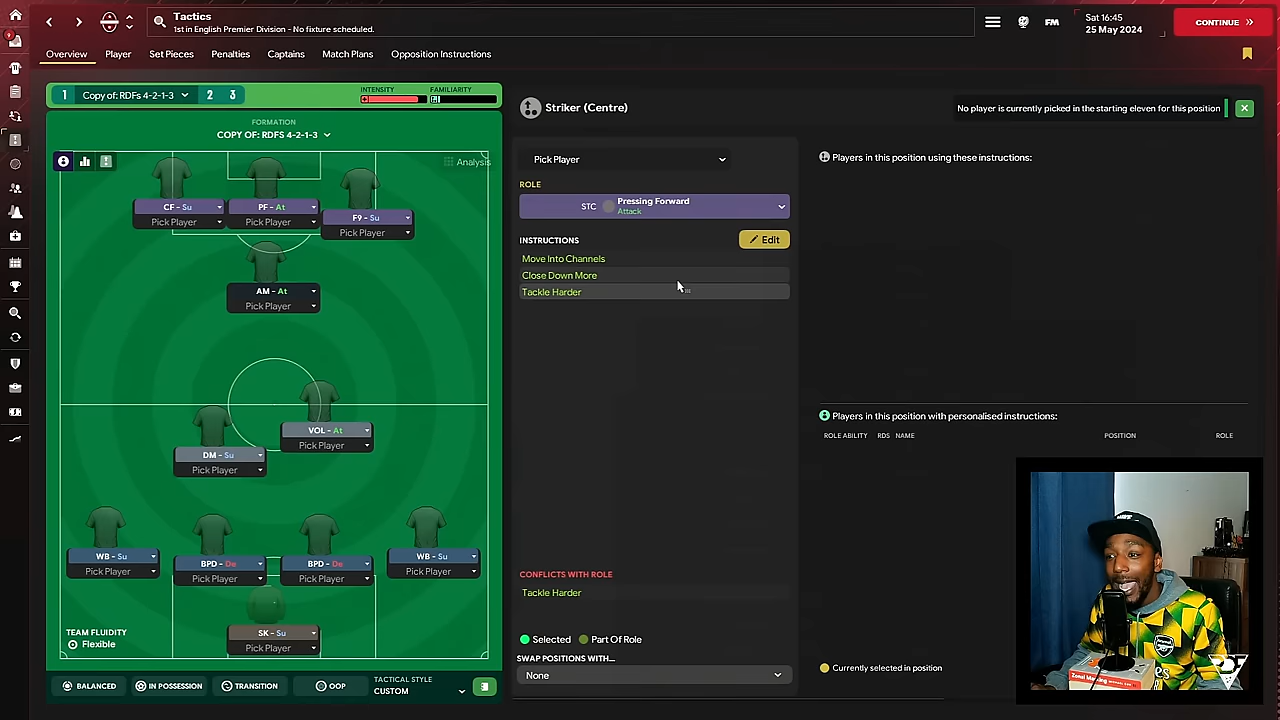 Tactics
1st in English Premier Division - No fixture scheduled.
FM
Sat 16:45
25 May 2024
CONTINUE
Overview
Player
Set Pieces
Penalties
Captains
Match Plans
Opposition Instructions
1
Copy of: RDFs 4-2-1-3
2
3
INTENSITY
FAMILIARITY
FORMATION
COPY OF: RDFS 4-2-1-3
Analysis
CF - Su
Pick Player
PF - At
Pick Player
F9 - Su
Pick Player
AM - At
Pick Player
VOL - At
Pick Player
DM - Su
Pick Player
WB - Su
Pick Player
BPD - De
Pick Player
BPD - De
Pick Player
WB - Su
Pick Player
SK - Su
Pick Player
TEAM FLUIDITY
Flexible
BALANCED
IN POSSESSION
TRANSITION
OOP
TACTICAL STYLE
CUSTOM
Striker (Centre)
No player is currently picked in the starting eleven for this position
Pick Player
ROLE
STC
Pressing Forward
Attack
INSTRUCTIONS
Edit
Move Into Channels
Close Down More
Tackle Harder
CONFLICTS WITH ROLE
Tackle Harder
Selected
Part Of Role
SWAP POSITIONS WITH...
None
Players in this position using these instructions:
Players in this position with personalised instructions:
ROLE ABILITY
RDS
NAME
POSITION
ROLE
Currently selected in position
Arsenal
Zonal Marking